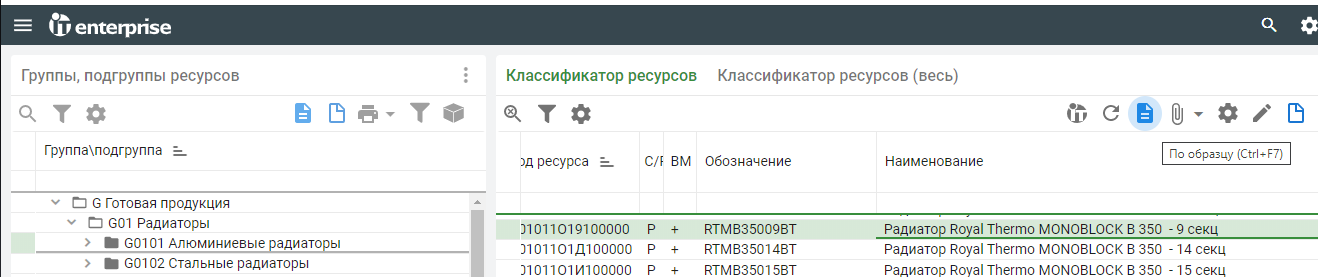 IT enterprise
Группы, подгруппы ресурсов
Классификатор ресурсов Классификатор ресурсов (весь)
Группа\подгруппа
од ресурса С/Г ВМ Обозначение Наименование
По образцу (Ctrl+F7)
G Готовая продукция
G01 Радиаторы
G0101 Алюминиевые радиаторы
G0102 Стальные радиаторы
01011О19100000 Р + RTMB35009BT Радиатор Royal Thermo MONOBLOCK B 350 - 9 секц
01011О1Д100000 Р + RTMB35014BT Радиатор Royal Thermo MONOBLOCK B 350 - 14 секц
01011О1И100000 Р + RTMB35015BT Радиатор Royal Thermo MONOBLOCK B 350 - 15 секц